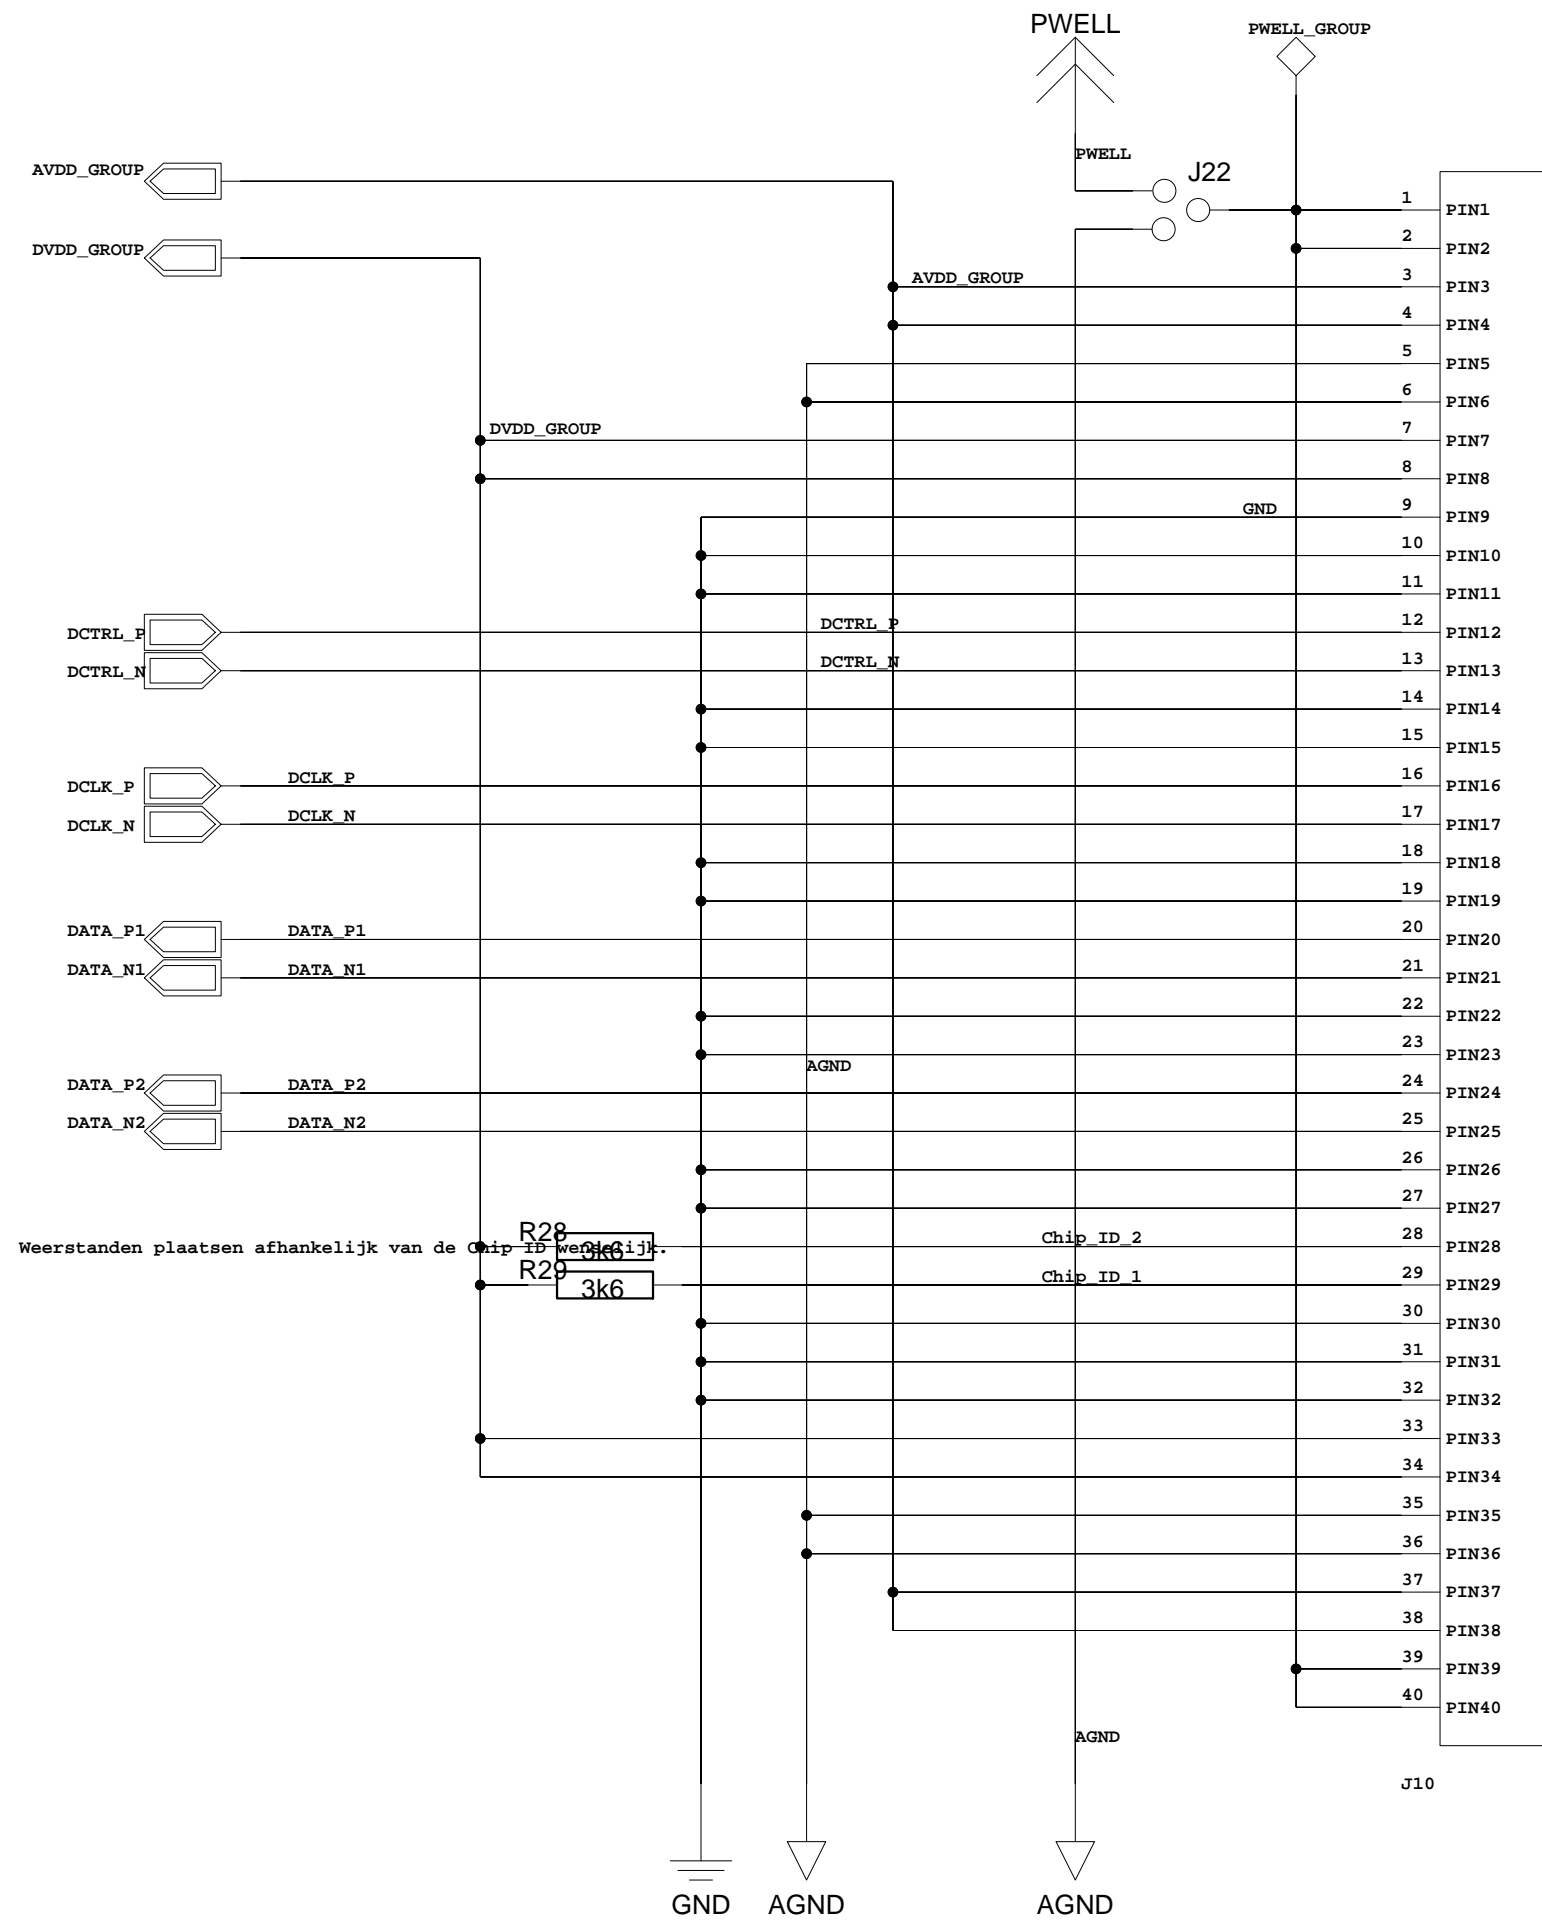 PWELL
PWELL_GROUP
PWELL
AVDD_GROUP
J22
1 PIN1
DVDD_GROUP
2 PIN2
AVDD_GROUP 3 PIN3
4 PIN4
5 PIN5
6 PIN6
DVDD_GROUP 7 PIN7
8 PIN8
GND 9 PIN9
10 PIN10
11 PIN11
DCTRL_P DCTRL_P 12 PIN12
DCTRL_N DCTRL_N 13 PIN13
14 PIN14
15 PIN15
DCLK_P DCLK_P 16 PIN16
DCLK_N DCLK_N 17 PIN17
18 PIN18
19 PIN19
DATA_P1 DATA_P1 20 PIN20
DATA_N1 DATA_N1 21 PIN21
22 PIN22
23 PIN23
AGND
DATA_P2 DATA_P2 24 PIN24
DATA_N2 DATA_N2 25 PIN25
26 PIN26
27 PIN27
R28 3k6 Chip_ID_2 28 PIN28
Weerstanden plaatsen afhankelijk van de Chip ID wenselijk.
R29 3k6 Chip_ID_1 29 PIN29
30 PIN30
31 PIN31
32 PIN32
33 PIN33
34 PIN34
35 PIN35
36 PIN36
37 PIN37
38 PIN38
39 PIN39
40 PIN40
AGND
J10
GND AGND AGND